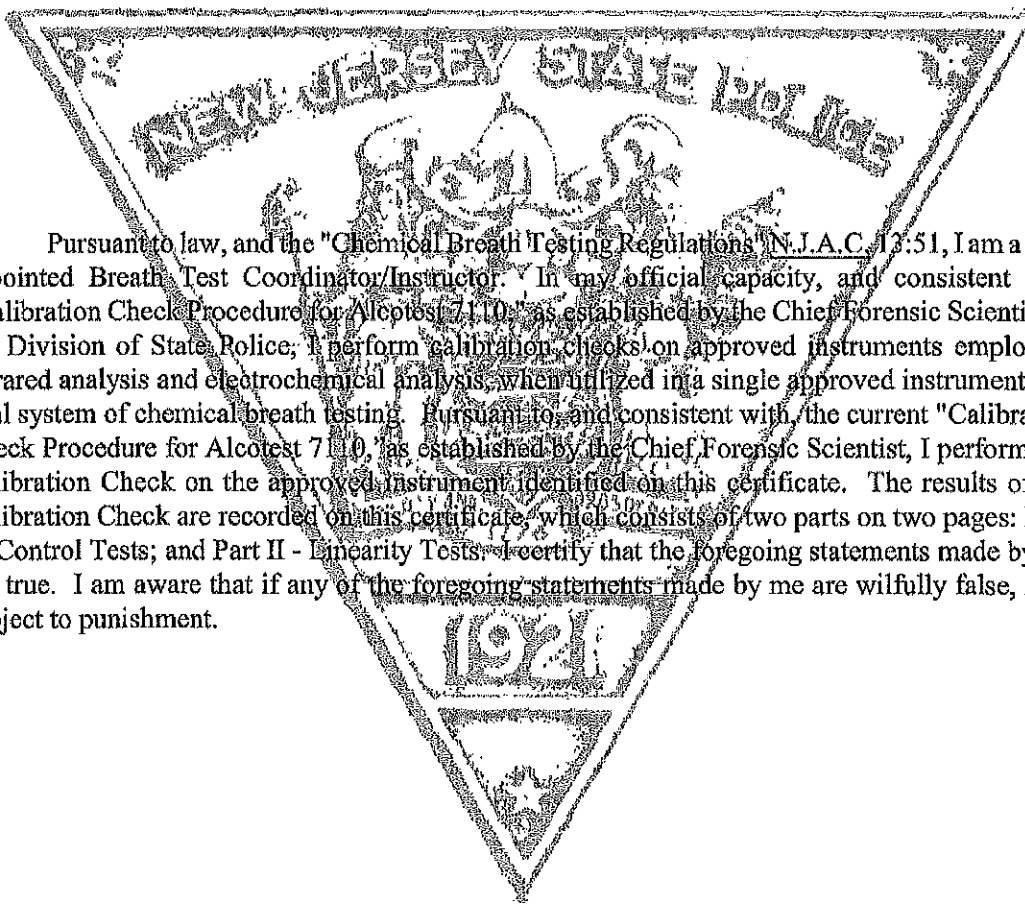 NEW JERSEY STATE POLICE
Pursuant to law, and the "Chemical Breath Testing Regulations" N.J.A.C. 13:51, I am a
pointed Breath Test Coordinator/Instructor. In my official capacity, and consistent
alibration Check Procedure for Alcotest 7110," as established by the Chief Forensic Scienti
Division of State Police, I perform calibration checks on approved instruments emplo
rared analysis and electrochemical analysis, when utilized in a single approved instrument
al system of chemical breath testing. Pursuant to, and consistent with, the current "Calibra
eck Procedure for Alcotest 7110," as established by the Chief Forensic Scientist, I perform
libration Check on the approved instrument identified on this certificate. The results of
libration Check are recorded on this certificate, which consists of two parts on two pages:
Control Tests; and Part II - Linearity Tests. I certify that the foregoing statements made by
true. I am aware that if any of the foregoing statements made by me are wilfully false,
ject to punishment.
1921